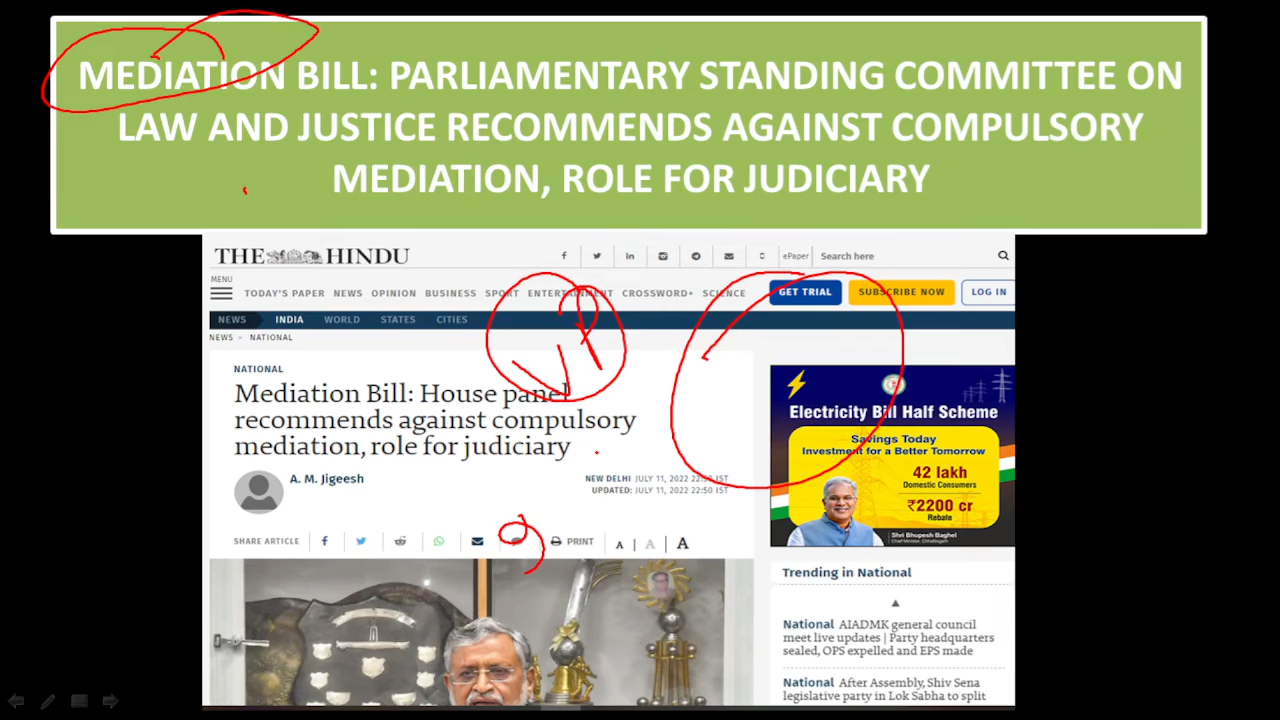 MEDIATION BILL: PARLIAMENTARY STANDING COMMITTEE ON
LAW AND JUSTICE RECOMMENDS AGAINST COMPULSORY
MEDIATION, ROLE FOR JUDICIARY
THE HINDU
ePaper
Search here
MENU
TODAY'S PAPER NEWS OPINION BUSINESS SPORT ENTERTAINMENT CROSSWORD+ SCIENCE
GET TRIAL
SUBSCRIBE NOW
LOG IN
NEWS INDIA WORLD STATES CITIES
NEWS NATIONAL
VP
NATIONAL
Mediation Bill: House panel
recommends against compulsory
mediation, role for judiciary
A. M. Jigeesh
NEW DELHI JULY 11, 2022 22:50 IST
UPDATED: JULY 11, 2022 22:50 IST
SHARE ARTICLE
PRINT
A | A | A
Electricity Bill Half Scheme
Savings Today
Investment for a Better Tomorrow
42 lakh
Domestic Consumers
₹2200 cr
Rebate
Shri Bhupesh Baghel
Chief Minister, Chhattisgarh
Trending in National
National AIADMK general council
meet live updates | Party headquarters
sealed, OPS expelled and EPS made
National After Assembly, Shiv Sena
legislative party in Lok Sabha to split